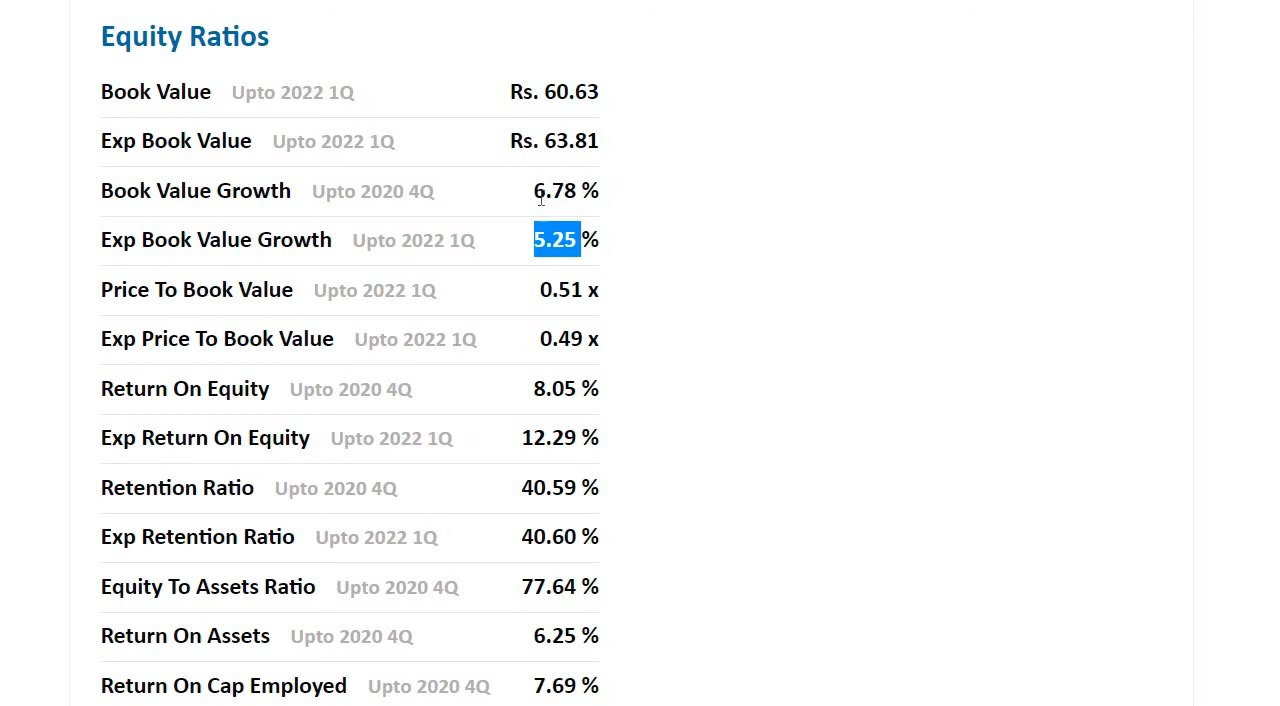 Equity Ratios
Book Value Upto 2022 1Q Rs. 60.63
Exp Book Value Upto 2022 1Q Rs. 63.81
Book Value Growth Upto 2020 4Q 6.78 %
Exp Book Value Growth Upto 2022 1Q 5.25 %
Price To Book Value Upto 2022 1Q 0.51 x
Exp Price To Book Value Upto 2022 1Q 0.49 x
Return On Equity Upto 2020 4Q 8.05 %
Exp Return On Equity Upto 2022 1Q 12.29 %
Retention Ratio Upto 2020 4Q 40.59 %
Exp Retention Ratio Upto 2022 1Q 40.60 %
Equity To Assets Ratio Upto 2020 4Q 77.64 %
Return On Assets Upto 2020 4Q 6.25 %
Return On Cap Employed Upto 2020 4Q 7.69 %